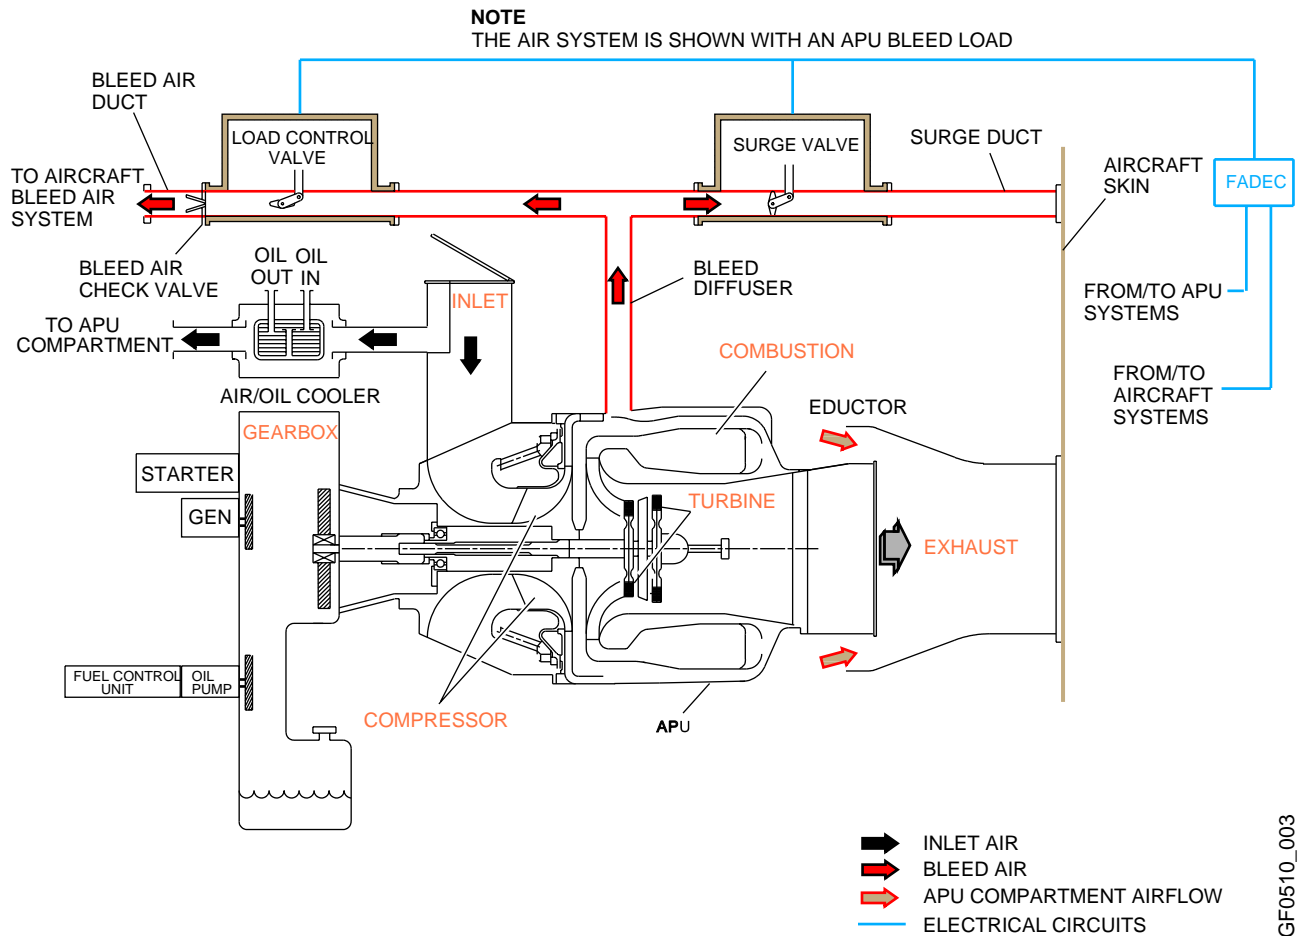 NOTE
THE AIR SYSTEM IS SHOWN WITH AN APU BLEED LOAD
BLEED AIR
DUCT
LOAD CONTROL
VALVE
SURGE VALVE
SURGE DUCT
AIRCRAFT
SKIN
FADEC
TO AIRCRAFT
BLEED AIR
SYSTEM
BLEED AIR
CHECK VALVE
OIL OIL
OUT IN
INLET
BLEED
DIFFUSER
FROM/TO APU
SYSTEMS
TO APU
COMPARTMENT
COMBUSTION
FROM/TO
AIRCRAFT
SYSTEMS
AIR/OIL COOLER
EDUCTOR
GEARBOX
STARTER
GEN
TURBINE
EXHAUST
FUEL CONTROL
UNIT
OIL
PUMP
COMPRESSOR
APU
INLET AIR
BLEED AIR
APU COMPARTMENT AIRFLOW
ELECTRICAL CIRCUITS
GF0510_003